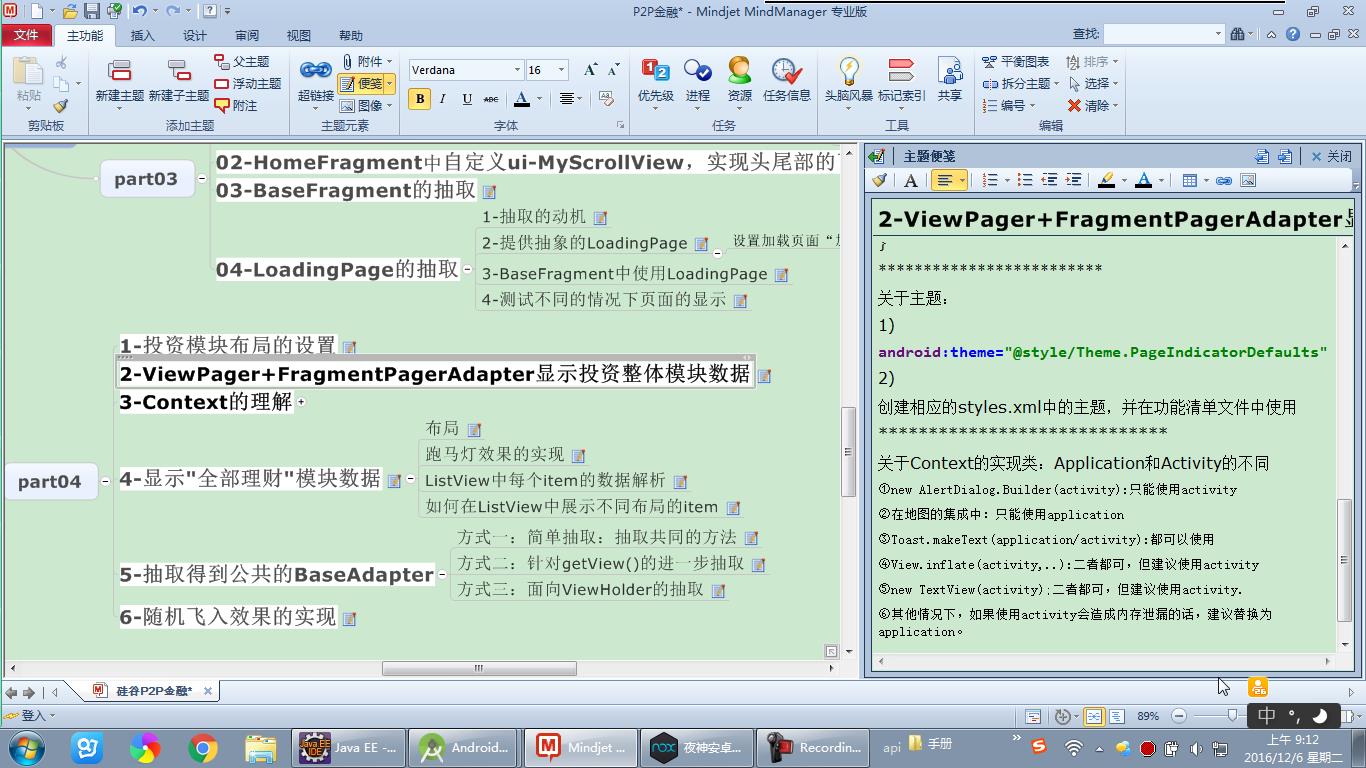 P2P金融* - Mindjet MindManager 专业版
文件 主功能 插入 设计 审阅 视图 帮助 查找:
粘贴 新建主题 新建子主题 父主题 浮动主题 附注 超链接 附件 便笺 图像 Verdana 16 优先级 进程 资源 任务信息 头脑风暴 标记索引 共享 平衡图表 拆分主题 编号 排序 选择 清除
B I U ABC A
剪贴板 添加主题 主题元素 字体 任务 工具 编辑
part03
02-HomeFragment中自定义ui-MyScrollView，实现头尾部的
03-BaseFragment的抽取
04-LoadingPage的抽取
1-抽取的动机
2-提供抽象的LoadingPage
设置加载页面“
3-BaseFragment中使用LoadingPage
4-测试不同的情况下页面的显示
part04
1-投资模块布局的设置
2-ViewPager+FragmentPagerAdapter显示投资整体模块数据
3-Context的理解
4-显示"全部理财"模块数据
布局
跑马灯效果的实现
ListView中每个item的数据解析
如何在ListView中展示不同布局的item
5-抽取得到公共的BaseAdapter
方式一：简单抽取：抽取共同的方法
方式二：针对getView()的进一步抽取
方式三：面向ViewHolder的抽取
6-随机飞入效果的实现
主题便笺 关闭
2-ViewPager+FragmentPagerAdapter
}
*************************
关于主题：
1)
android:theme="@style/Theme.PageIndicatorDefaults"
2)
创建相应的styles.xml中的主题，并在功能清单文件中使用
*****************************
关于Context的实现类：Application和Activity的不同
①new AlertDialog.Builder(activity):只能使用activity
②在地图的集成中：只能使用application
③Toast.makeText(application/activity):都可以使用
④View.inflate(activity,..):二者都可，但建议使用activity
⑤new TextView(activity);二者都可，但建议使用activity.
⑥其他情况下，如果使用activity会造成内存泄漏的话，建议替换为
application。
硅谷P2P金融*
登入 89% 中 °,
Java EE -... Android... Mindjet ... 夜神安卓... Recordin... api 手册 上午 9:12
2016/12/6 星期二